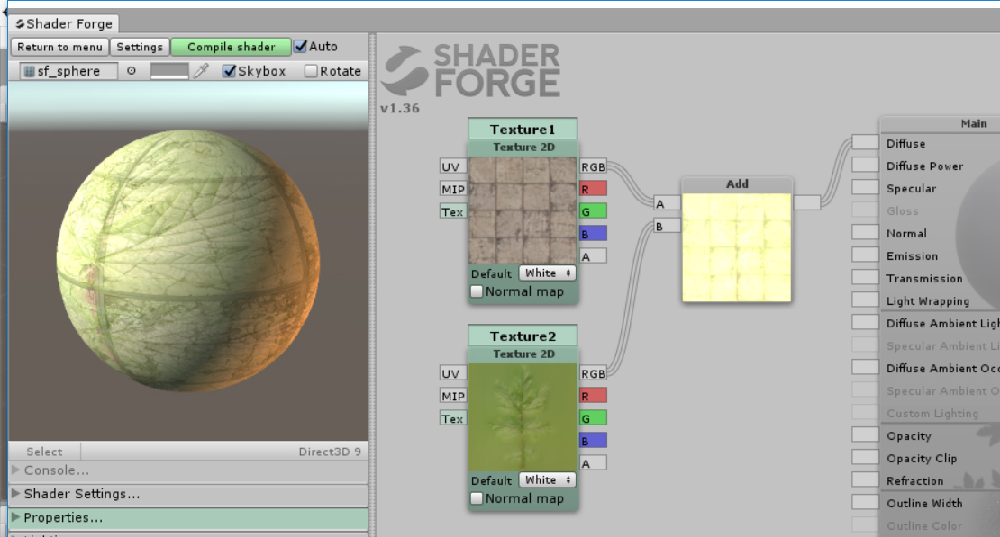 Shader Forge
Return to menu Settings Compile shader Auto
sf_sphere Skybox Rotate
Select Direct3D 9
Console...
Shader Settings...
Properties...
SHADER
FORGE
v1.36
Texture1
Texture 2D
UV RGB
MIP R
Tex G
B
A
Default White
Normal map
Texture2
Texture 2D
UV RGB
MIP R
Tex G
B
A
Default White
Normal map
Add
A
B
Main
Diffuse
Diffuse Power
Specular
Gloss
Normal
Emission
Transmission
Light Wrapping
Diffuse Ambient Ligh
Specular Ambient Li
Diffuse Ambient Occ
Specular Ambient O
Custom Lighting
Opacity
Opacity Clip
Refraction
Outline Width
Outline Color